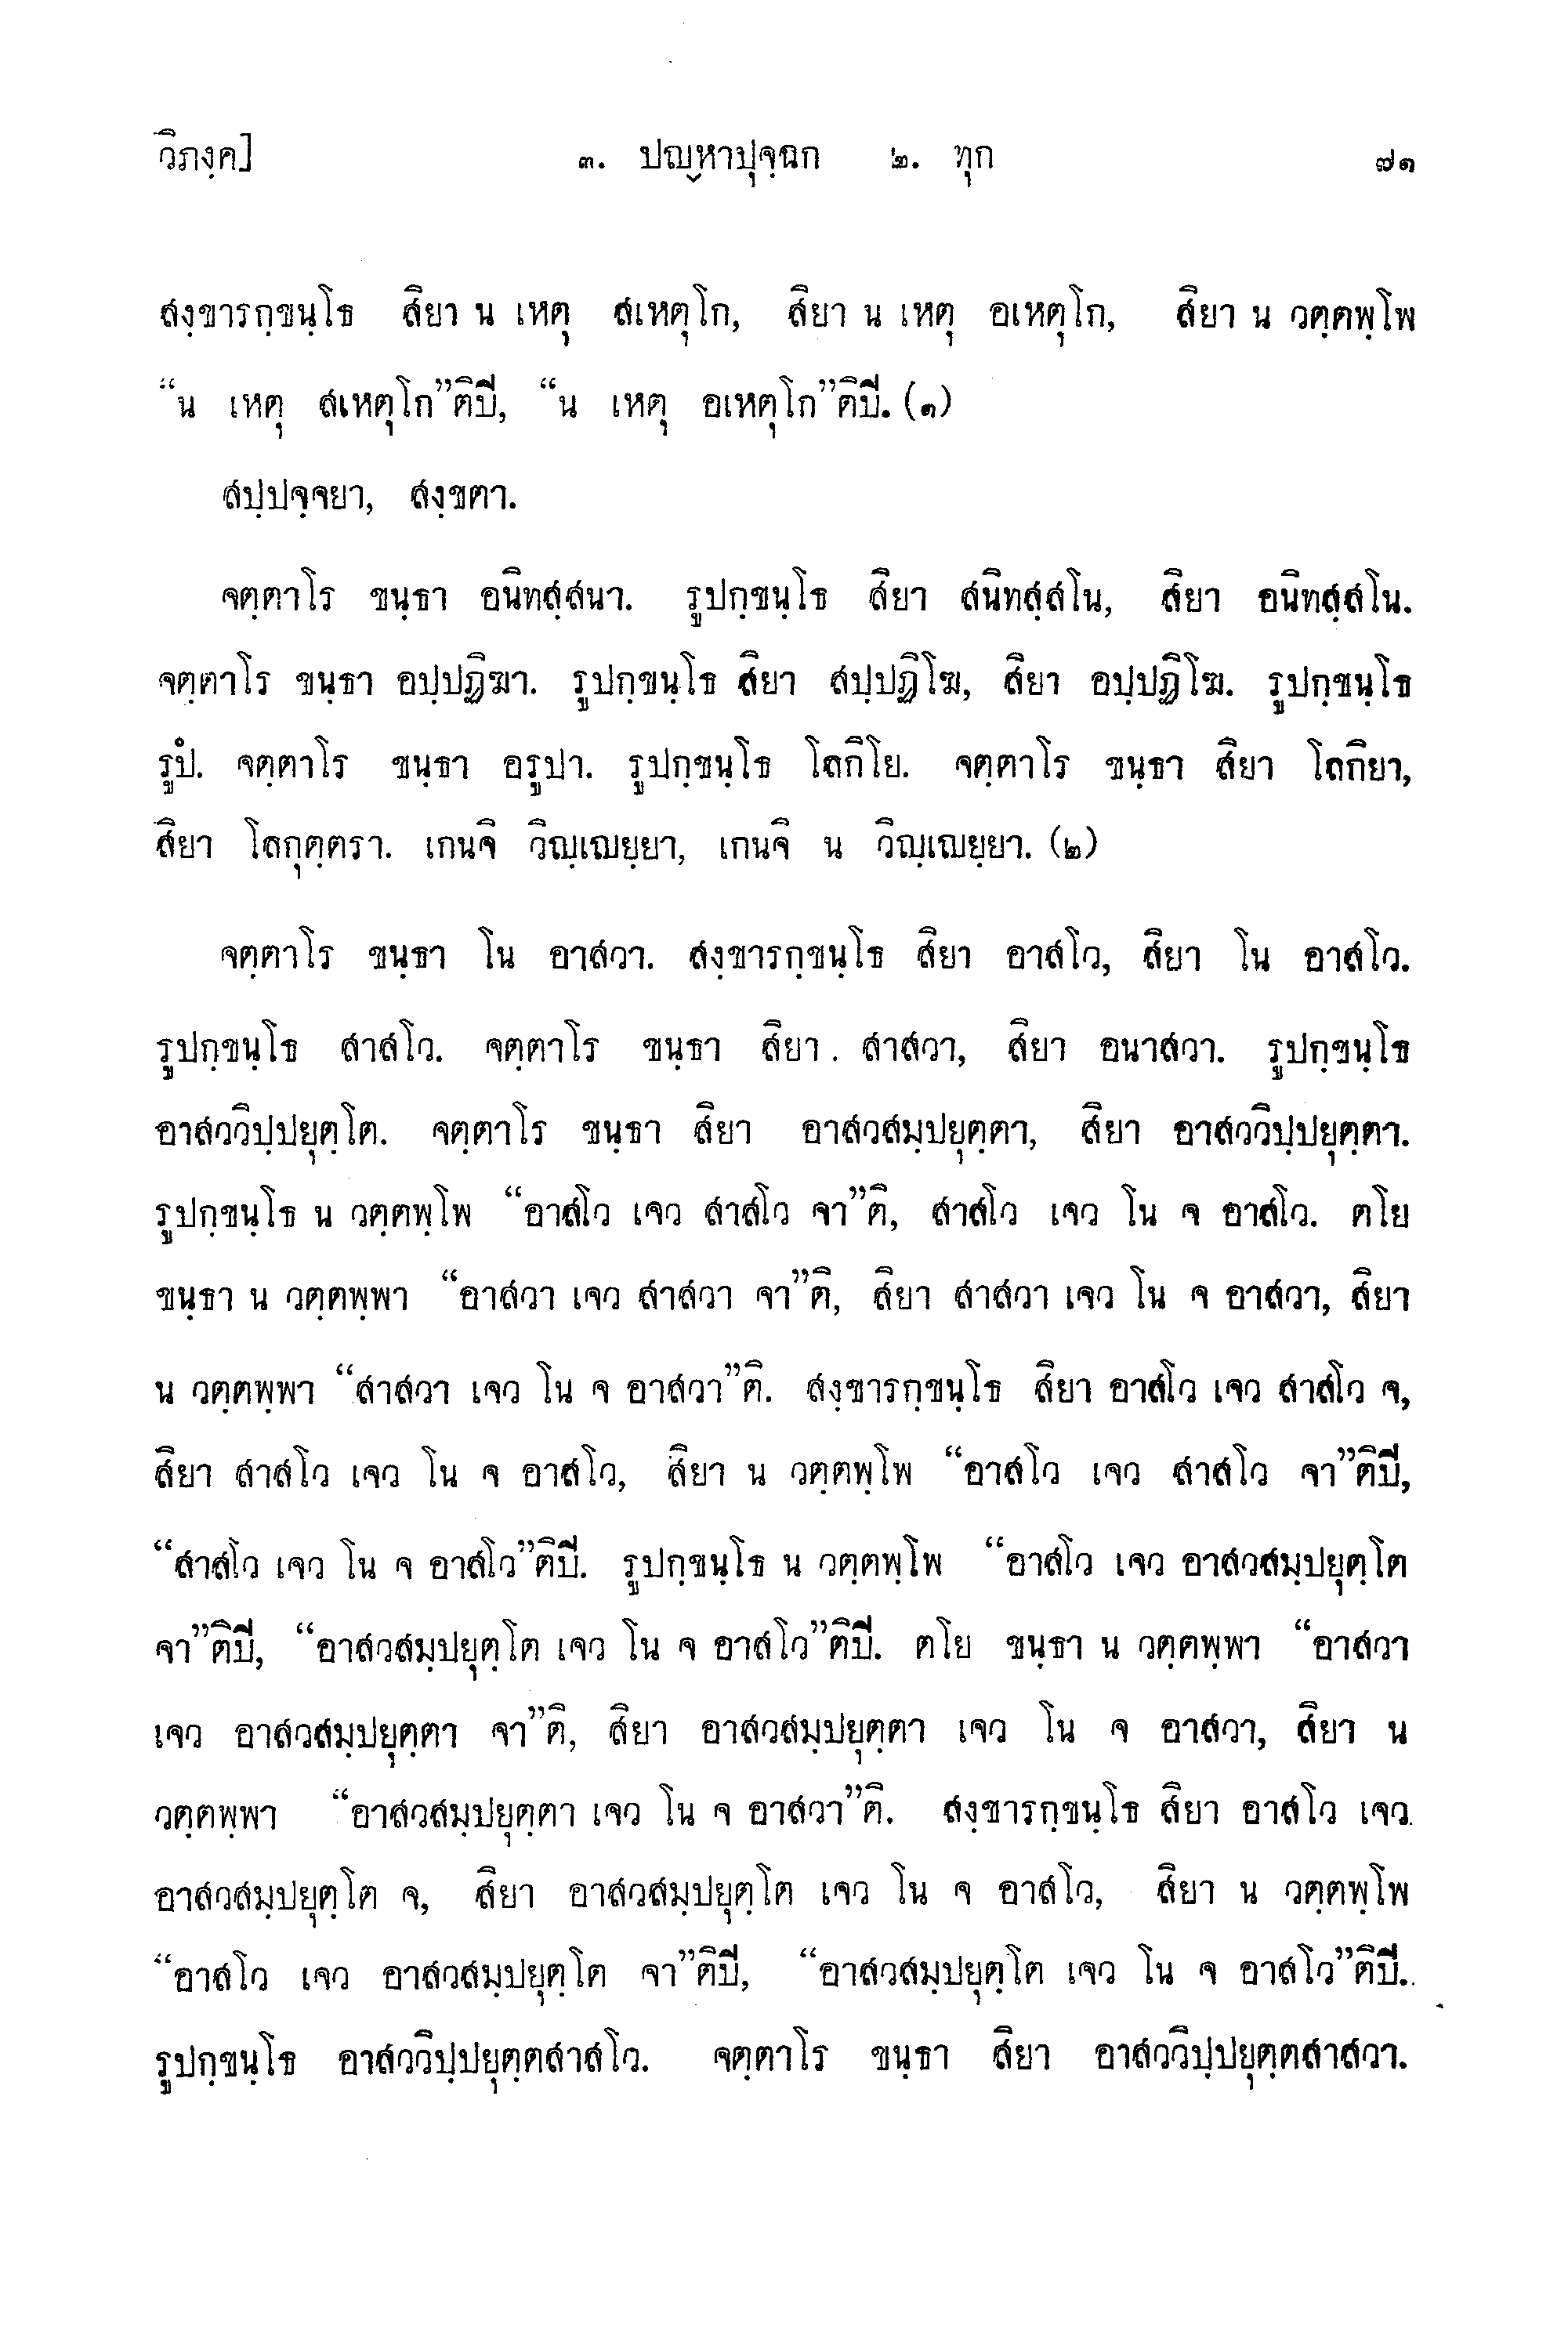 วิภงฺค]  ๓. ปญฺหาปุจฺฉก  ๒. ทุก  ๗๑
สงฺขารกฺขนฺโธ สิยา น เหตุ สเหตุโก, สิยา น เหตุ อเหตุโก, สิยา น วตฺตพฺโพ
“น เหตุ สเหตุโก”ติปี, “น เหตุ อเหตุโก”ติปี. (๑)
สปฺปจฺจยา, สงฺขตา.
จตฺตาโร ขนฺธา อนิทสฺสนา. รูปกฺขนฺโธ สิยา สนิทสฺสโน, สิยา อนิทสฺสโน.
จตฺตาโร ขนฺธา อปฺปฏิฆา. รูปกฺขนฺโธ สิยา สปฺปฏิโฆ, สิยา อปฺปฏิโฆ. รูปกฺขนฺโธ
รูปํ. จตฺตาโร ขนฺธา อรูปา. รูปกฺขนฺโธ โลกิโย. จตฺตาโร ขนฺธา สิยา โลกิยา,
สิยา โลกุตฺตรา. เกนจิ วิญฺเญยฺยา, เกนจิ น วิญฺเญยฺยา. (๒)
จตฺตาโร ขนฺธา โน อาสวา. สงฺขารกฺขนฺโธ สิยา อาสโว, สิยา โน อาสโว.
รูปกฺขนฺโธ สาสโว. จตฺตาโร ขนฺธา สิยา สาสวา, สิยา อนาสวา. รูปกฺขนฺโธ
อาสววิปฺปยุตฺโต. จตฺตาโร ขนฺธา สิยา อาสวสมฺปยุตฺตา, สิยา อาสววิปฺปยุตฺตา.
รูปกฺขนฺโธ น วตฺตพฺโพ “อาสโว เจว สาสโว จา”ติ, สาสโว เจว โน จ อาสโว. ตโย
ขนฺธา น วตฺตพฺพา “อาสวา เจว สาสวา จา”ติ, สิยา สาสวา เจว โน จ อาสวา, สิยา
น วตฺตพฺพา “สาสวา เจว โน จ อาสวา”ติ. สงฺขารกฺขนฺโธ สิยา อาสโว เจว สาสโว จ,
สิยา สาสโว เจว โน จ อาสโว, สิยา น วตฺตพฺโพ “อาสโว เจว สาสโว จา”ติปี,
“สาสโว เจว โน จ อาสโว”ติปี. รูปกฺขนฺโธ น วตฺตพฺโพ “อาสโว เจว อาสวสมฺปยุตฺโต
จา”ติปี, “อาสวสมฺปยุตฺโต เจว โน จ อาสโว”ติปี. ตโย ขนฺธา น วตฺตพฺพา “อาสวา
เจว อาสวสมฺปยุตฺตา จา”ติ, สิยา อาสวสมฺปยุตฺตา เจว โน จ อาสวา, สิยา น
วตฺตพฺพา “อาสวสมฺปยุตฺตา เจว โน จ อาสวา”ติ. สงฺขารกฺขนฺโธ สิยา อาสโว เจว
อาสวสมฺปยุตฺโต จ, สิยา อาสวสมฺปยุตฺโต เจว โน จ อาสโว, สิยา น วตฺตพฺโพ
“อาสโว เจว อาสวสมฺปยุตฺโต จา”ติปี, “อาสวสมฺปยุตฺโต เจว โน จ อาสโว”ติปี.
รูปกฺขนฺโธ อาสววิปฺปยุตฺตสาสโว. จตฺตาโร ขนฺธา สิยา อาสววิปฺปยุตฺตสาสวา.